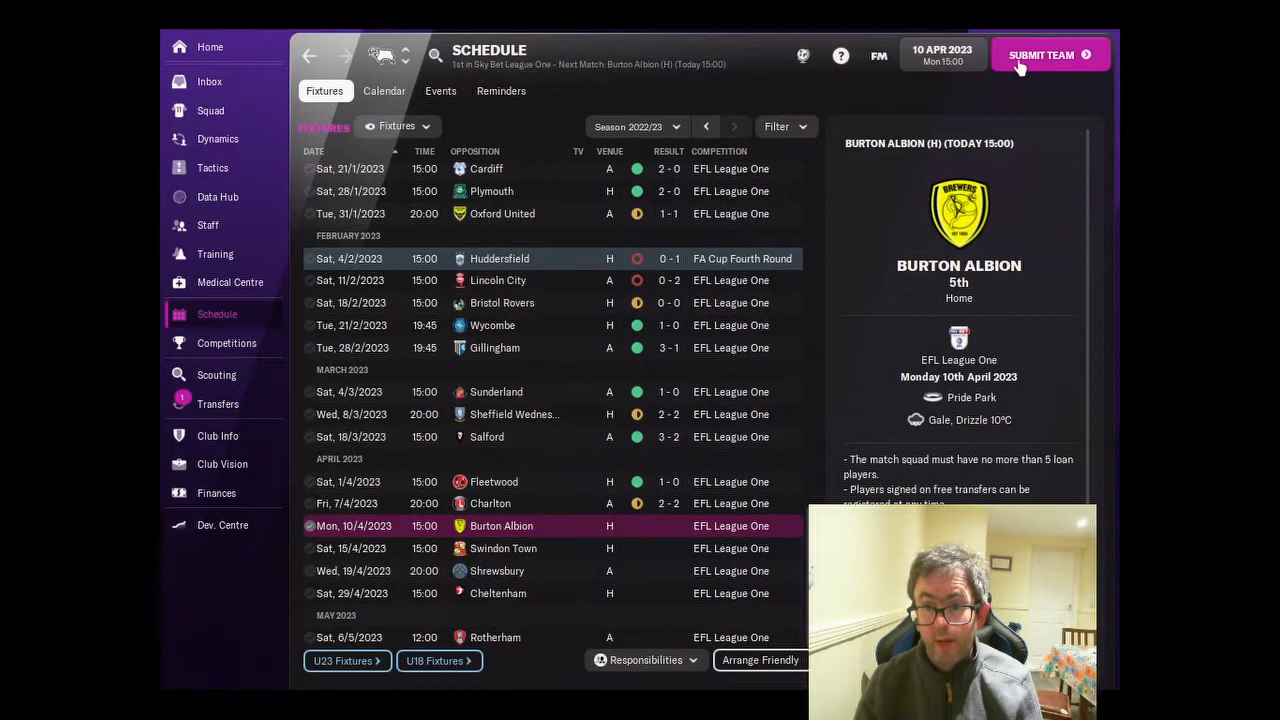 Home
SCHEDULE
1st in Sky Bet League One - Next Match: Burton Albion (H) (Today 15:00)
?
FM
10 APR 2023
Mon 15:00
SUBMIT TEAM
Inbox
Squad
Dynamics
Tactics
Data Hub
Staff
Training
Medical Centre
Schedule
Competitions
Scouting
1
Transfers
Club Info
Club Vision
Finances
Dev. Centre
Fixtures
Calendar
Events
Reminders
FIXTURES
Fixtures
Season 2022/23
Filter
DATE TIME OPPOSITION TV VENUE RESULT COMPETITION
Sat, 21/1/2023 15:00 Cardiff A 2 - 0 EFL League One
Sat, 28/1/2023 15:00 Plymouth H 2 - 0 EFL League One
Tue, 31/1/2023 20:00 Oxford United A 1 - 1 EFL League One
FEBRUARY 2023
Sat, 4/2/2023 15:00 Huddersfield H 0 - 1 FA Cup Fourth Round
Sat, 11/2/2023 15:00 Lincoln City A 0 - 2 EFL League One
Sat, 18/2/2023 15:00 Bristol Rovers H 0 - 0 EFL League One
Tue, 21/2/2023 19:45 Wycombe H 1 - 0 EFL League One
Tue, 28/2/2023 19:45 Gillingham A 3 - 1 EFL League One
MARCH 2023
Sat, 4/3/2023 15:00 Sunderland A 1 - 0 EFL League One
Wed, 8/3/2023 20:00 Sheffield Wednes... H 2 - 2 EFL League One
Sat, 18/3/2023 15:00 Salford A 3 - 2 EFL League One
APRIL 2023
Sat, 1/4/2023 15:00 Fleetwood H 1 - 0 EFL League One
Fri, 7/4/2023 20:00 Charlton A 2 - 2 EFL League One
Mon, 10/4/2023 15:00 Burton Albion H EFL League One
Sat, 15/4/2023 15:00 Swindon Town H EFL League One
Wed, 19/4/2023 20:00 Shrewsbury A EFL League One
Sat, 29/4/2023 15:00 Cheltenham H EFL League One
MAY 2023
Sat, 6/5/2023 12:00 Rotherham A EFL League One
U23 Fixtures >
U18 Fixtures >
Responsibilities
Arrange Friendly
BURTON ALBION (H) (TODAY 15:00)
BREWERS
BURTON ALBION
5th
Home
EFL League One
Monday 10th April 2023
Pride Park
Gale, Drizzle 10°C
- The match squad must have no more than 5 loan
players.
- Players signed on free transfers can be
registered at any time.